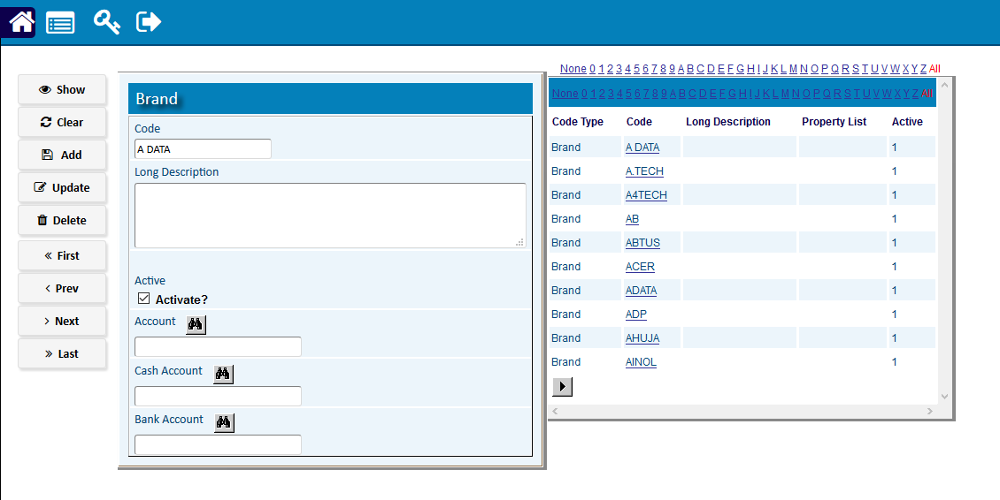 Show
Clear
Add
Update
Delete
First
Prev
Next
Last
Brand
Code
A DATA
Long Description
Active
Activate?
Account
Cash Account
Bank Account
None 0 1 2 3 4 5 6 7 8 9 A B C D E F G H I J K L M N O P Q R S T U V W X Y Z All
None 0 1 2 3 4 5 6 7 8 9 A B C D E F G H I J K L M N O P Q R S T U V W X Y Z All
Code Type Code Long Description Property List Active
Brand A DATA 1
Brand A.TECH 1
Brand A4TECH 1
Brand AB 1
Brand ABTUS 1
Brand ACER 1
Brand ADATA 1
Brand ADP 1
Brand AHUJA 1
Brand AINOL 1